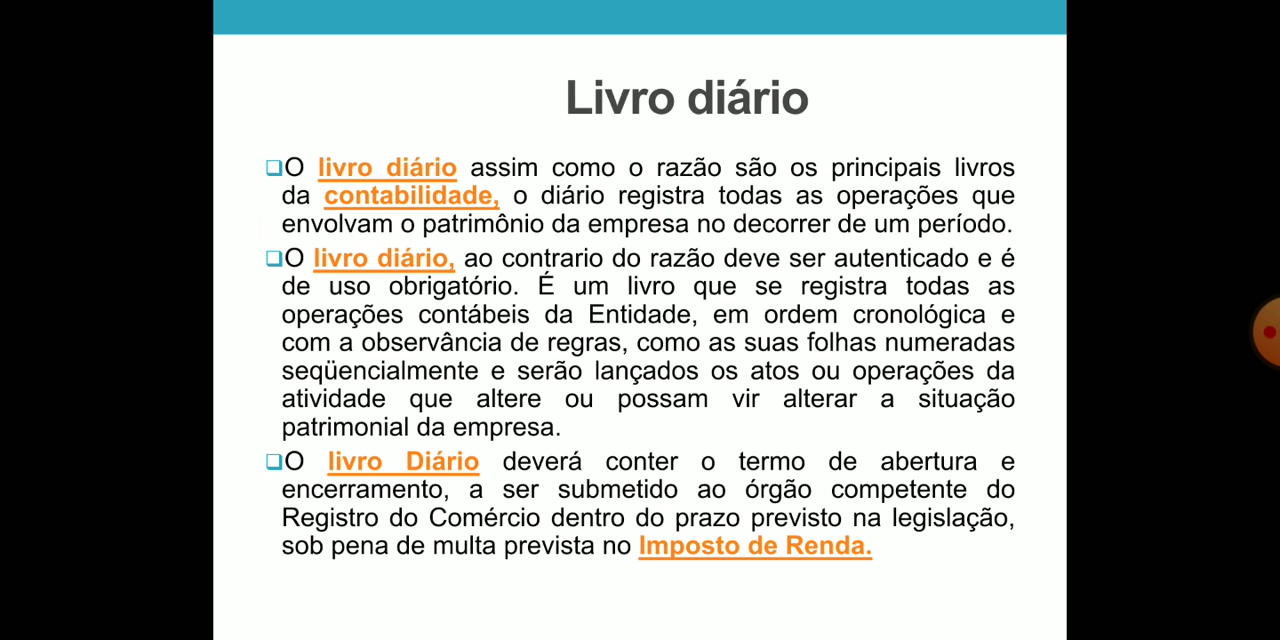 Livro diário
O livro diário assim como o razão são os principais livros
da contabilidade, o diário registra todas as operações que
envolvam o patrimônio da empresa no decorrer de um período.
O livro diário, ao contrario do razão deve ser autenticado e é
de uso obrigatório. É um livro que se registra todas as
operações contábeis da Entidade, em ordem cronológica e
com a observância de regras, como as suas folhas numeradas
seqüencialmente e serão lançados os atos ou operações da
atividade que altere ou possam vir alterar a situação
patrimonial da empresa.
O livro Diário deverá conter o termo de abertura e
encerramento, a ser submetido ao órgão competente do
Registro do Comércio dentro do prazo previsto na legislação,
sob pena de multa prevista no Imposto de Renda.